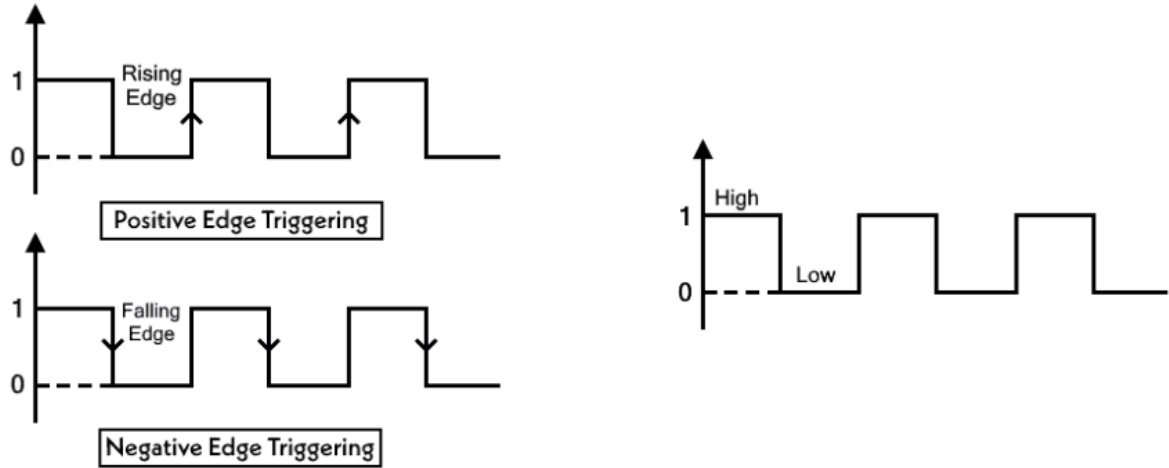 1
Rising
Edge
0
Positive Edge Triggering
1
Falling
Edge
0
Negative Edge Triggering
High
1
Low
0